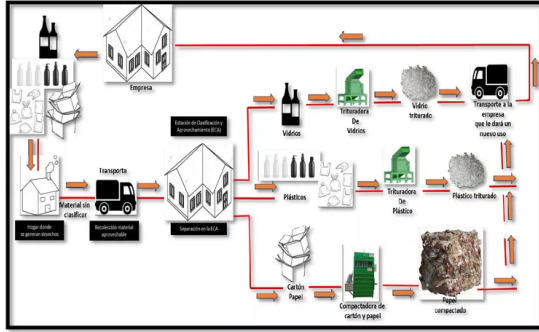 Empresa
Estación de Clasificación y
Aprovechamiento (ECA)
Vidrios
Trituradora
De
Vidrios
Vidrio
triturado
Transporte a la
empresa
que le dará un
nuevo uso
Transporte
Material sin
clasificar
Hogar donde
se generan desechos
Recolección material
aprovechable
Separación en la ECA
Plásticos
Trituradora
De
Plástico
Plástico triturado
Cartón
Papel
Compactadora de
cartón y papel
Papel
compactado